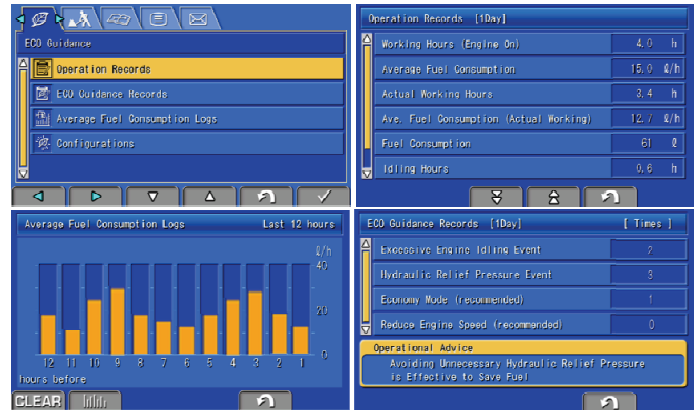 ECO Guidance
Operation Records
ECO Guidance Records
Average Fuel Consumption Logs
Configurations
Operation Records [1Day]
Working Hours (Engine On) 4.0 h
Average Fuel Consumption 15.0 ℓ/h
Actual Working Hours 3.4 h
Ave. Fuel Consumption (Actual Working) 12.7 ℓ/h
Fuel Consumption 61 ℓ
Idling Hours 0.6 h
Average Fuel Consumption Logs Last 12 hours
ℓ/h
40
20
0
12 11 10 9 8 7 6 5 4 3 2 1
hours before
CLEAR
ECO Guidance Records [1Day] [ Times ]
Excessive Engine Idling Event 2
Hydraulic Relief Pressure Event 3
Economy Mode (recommended) 1
Reduce Engine Speed (recommended) 0
Operational Advice
Avoiding Unnecessary Hydraulic Relief Pressure
is Effective to Save Fuel